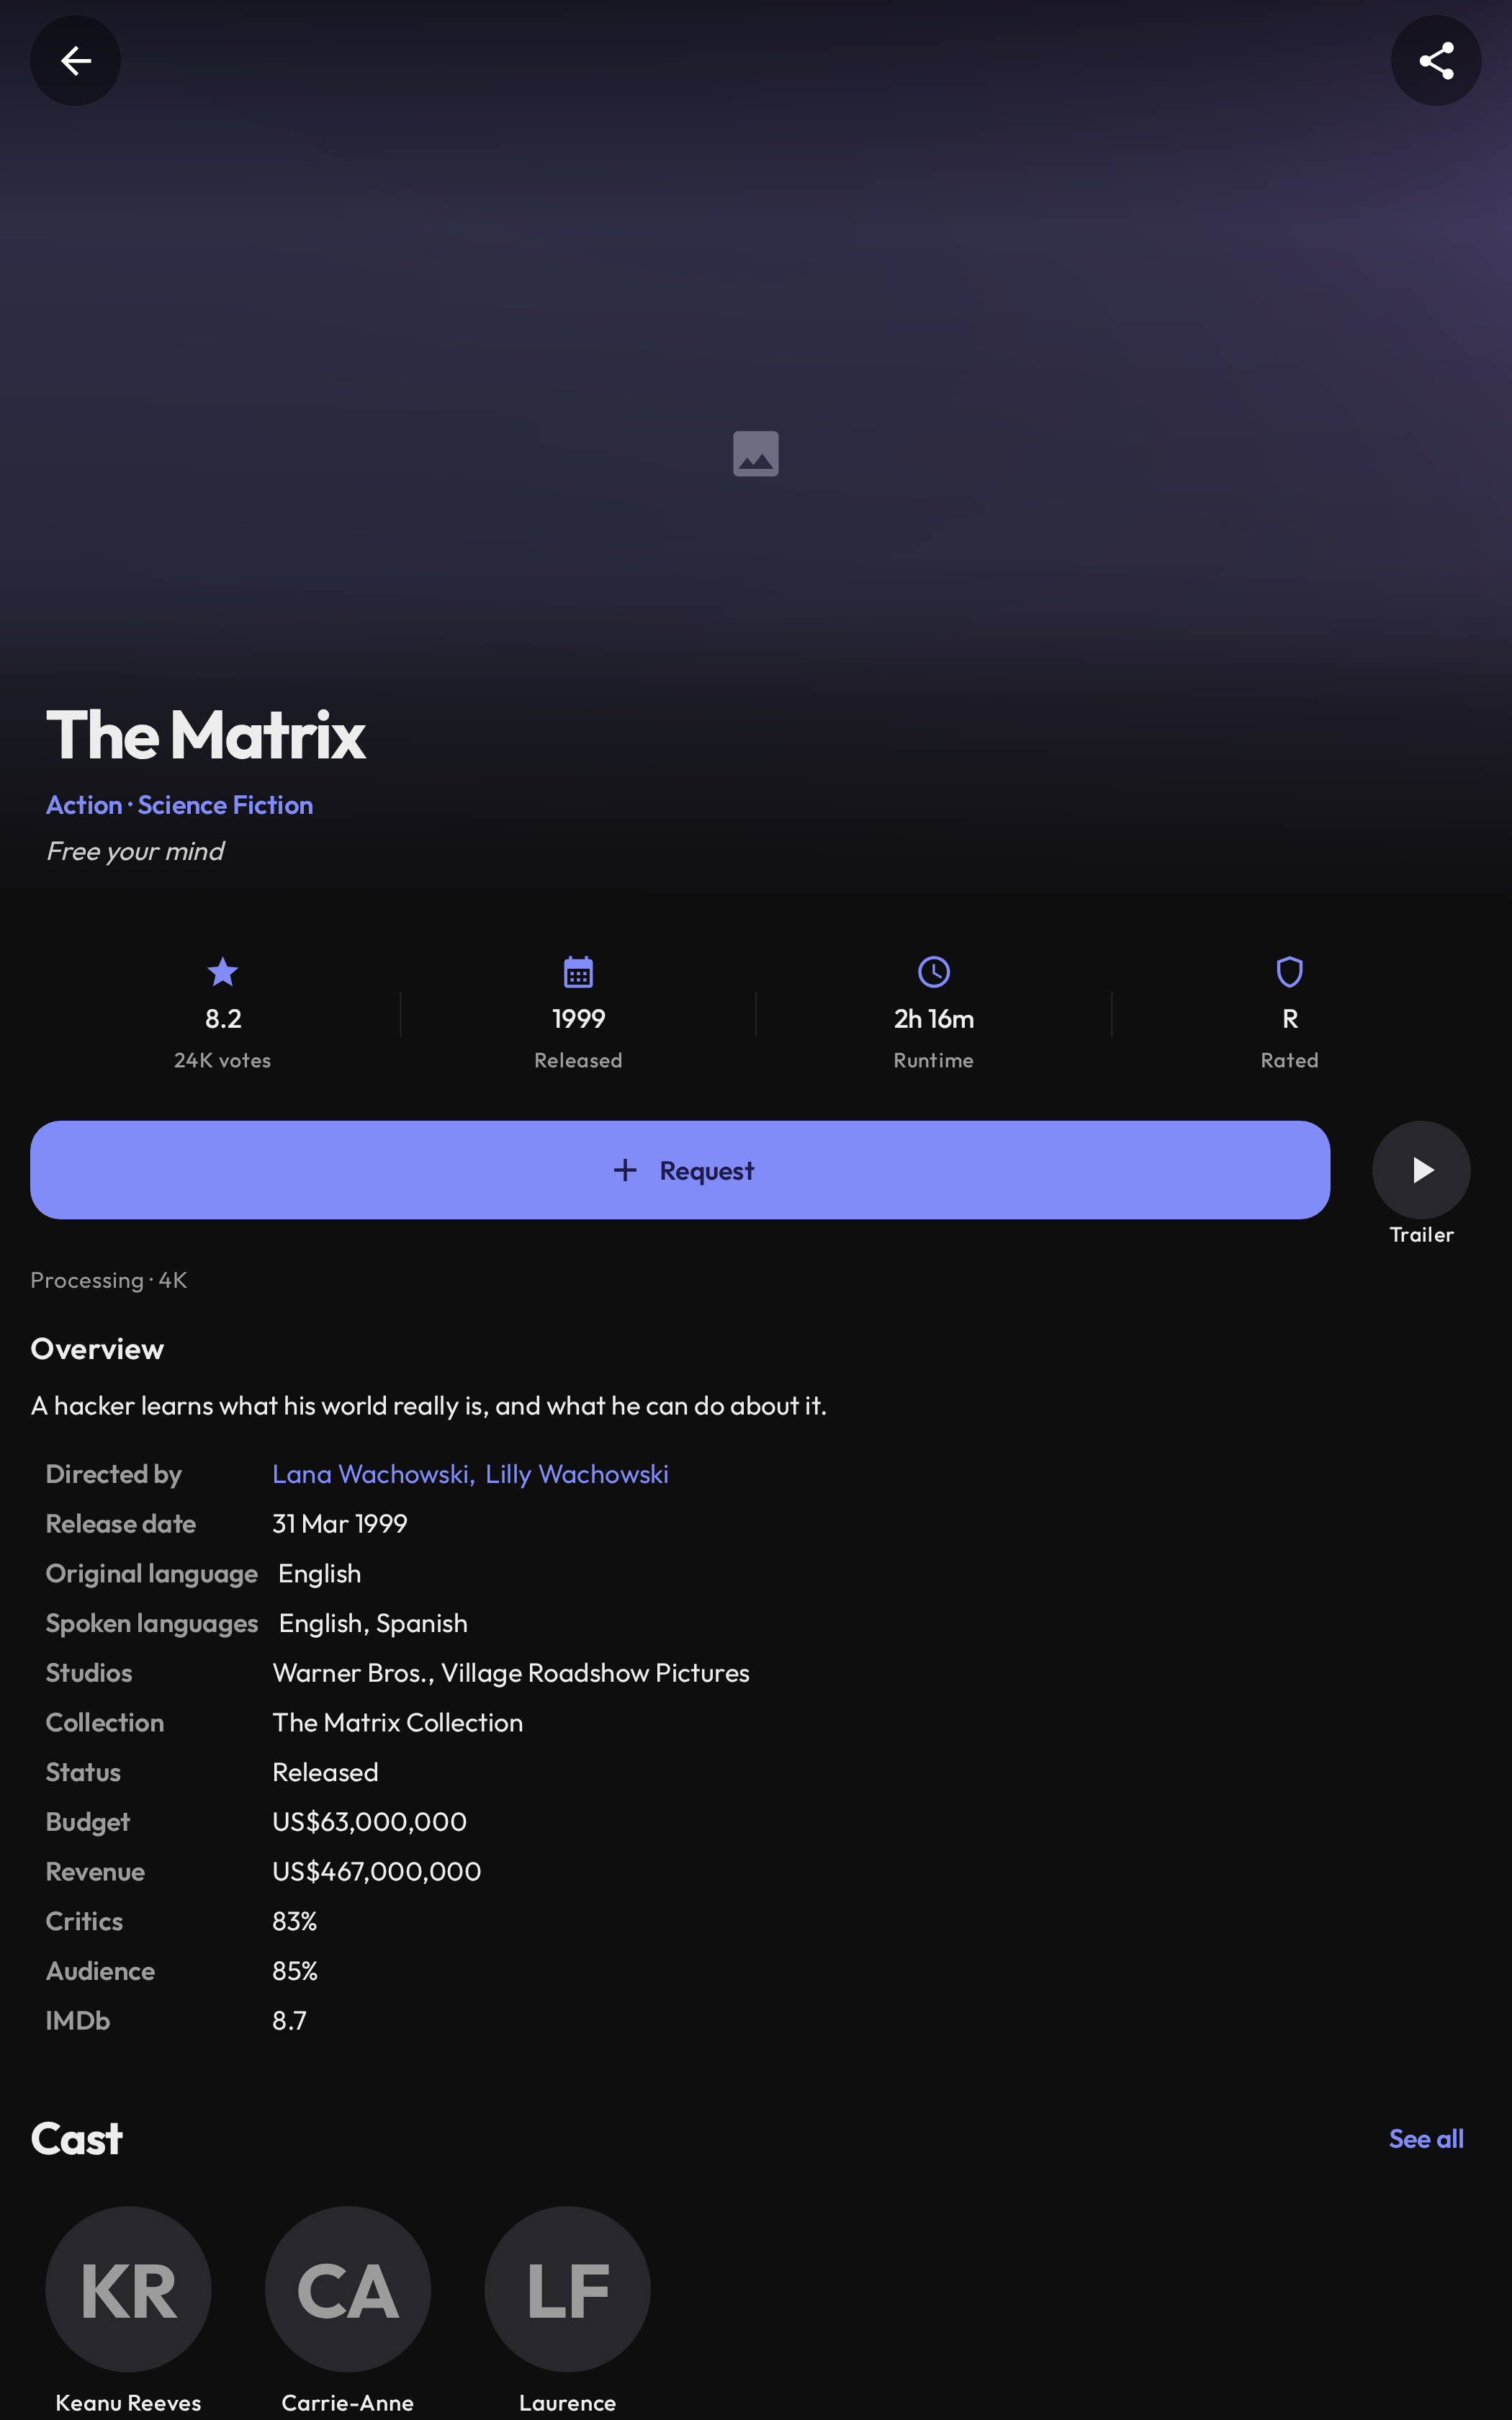 The Matrix
Action · Science Fiction
Free your mind
8.2
24K votes
1999
Released
2h 16m
Runtime
R
Rated
Request
Trailer
Processing · 4K
Overview
A hacker learns what his world really is, and what he can do about it.
Directed by Lana Wachowski, Lilly Wachowski
Release date 31 Mar 1999
Original language English
Spoken languages English, Spanish
Studios Warner Bros., Village Roadshow Pictures
Collection The Matrix Collection
Status Released
Budget US$63,000,000
Revenue US$467,000,000
Critics 83%
Audience 85%
IMDb 8.7
Cast See all
KR CA LF
Keanu Reeves Carrie-Anne Laurence